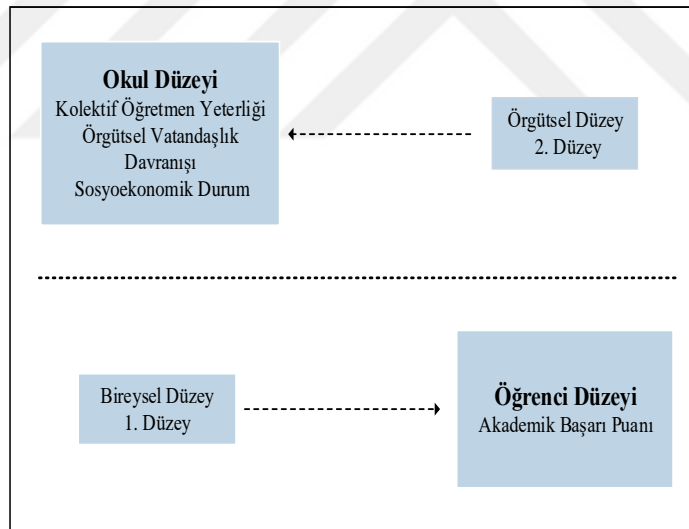 Okul Düzeyi
Kolektif Öğretmen Yeterliği
Örgütsel Vatandaşlık
Davranışı
Sosyoekonomik Durum
Örgütsel Düzey
2. Düzey
Bireysel Düzey
1. Düzey
Öğrenci Düzeyi
Akademik Başarı Puanı